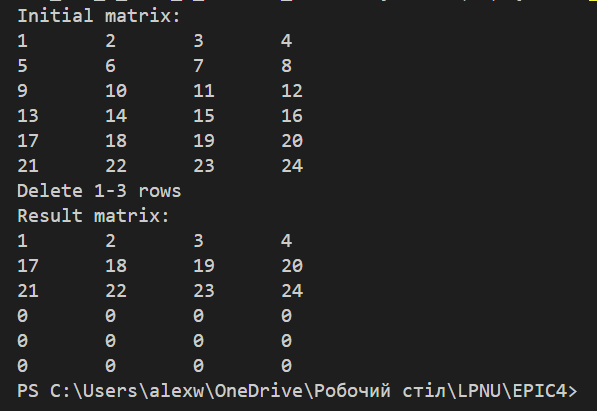 Initial matrix:
1 2 3 4
5 6 7 8
9 10 11 12
13 14 15 16
17 18 19 20
21 22 23 24
Delete 1-3 rows
Result matrix:
1 2 3 4
17 18 19 20
21 22 23 24
0 0 0 0
0 0 0 0
0 0 0 0
PS C:\Users\alexw\OneDrive\Робочий стіл\LPNU\EPIC4>